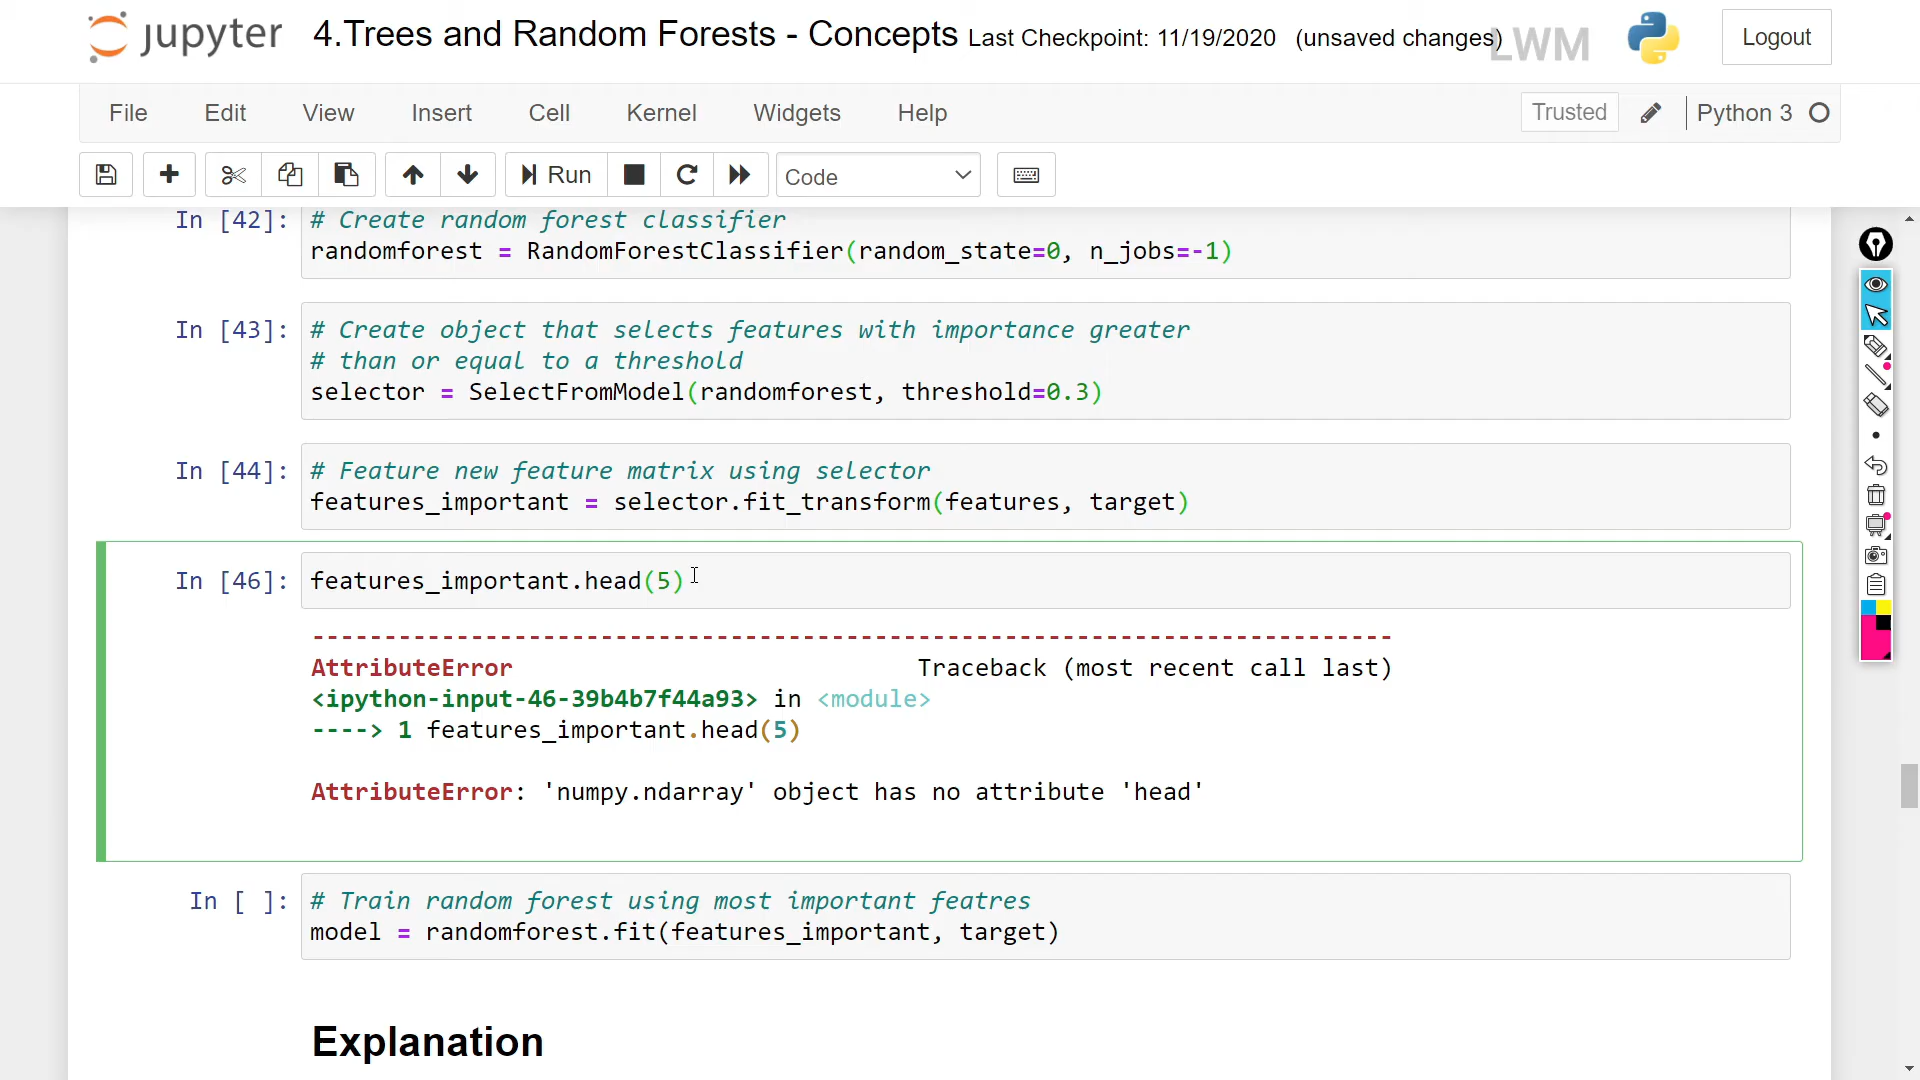 jupyter 4.Trees and Random Forests - Concepts Last Checkpoint: 11/19/2020 (unsaved changes) LWM Logout
File Edit View Insert Cell Kernel Widgets Help Trusted Python 3
Run Code
In [42]: # Create random forest classifier
randomforest = RandomForestClassifier(random_state=0, n_jobs=-1)
In [43]: # Create object that selects features with importance greater
# than or equal to a threshold
selector = SelectFromModel(randomforest, threshold=0.3)
In [44]: # Feature new feature matrix using selector
features_important = selector.fit_transform(features, target)
In [46]: features_important.head(5)
---------------------------------------------------------------------------
AttributeError Traceback (most recent call last)
<ipython-input-46-39b4b7f44a93> in <module>
----> 1 features_important.head(5)
AttributeError: 'numpy.ndarray' object has no attribute 'head'
In [ ]: # Train random forest using most important featres
model = randomforest.fit(features_important, target)
Explanation